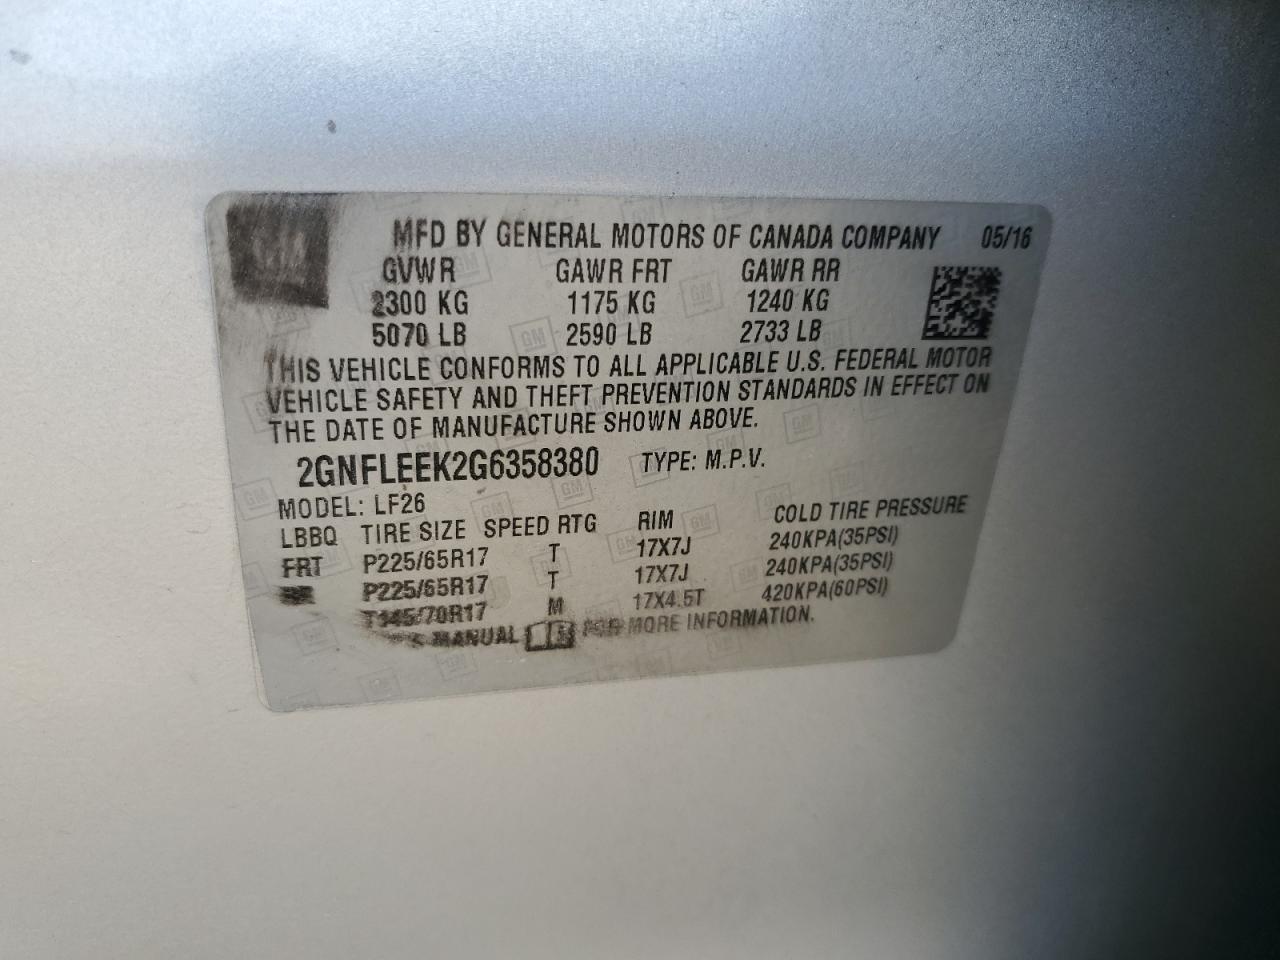 GM
MFD BY GENERAL MOTORS OF CANADA COMPANY 05/16
GVWR GAWR FRT GAWR RR
2300 KG 1175 KG 1240 KG
5070 LB 2590 LB 2733 LB
THIS VEHICLE CONFORMS TO ALL APPLICABLE U.S. FEDERAL MOTOR
VEHICLE SAFETY AND THEFT PREVENTION STANDARDS IN EFFECT ON
THE DATE OF MANUFACTURE SHOWN ABOVE.
2GNFLEEK2G6358380 TYPE: M.P.V.
MODEL: LF26
LBBQ TIRE SIZE SPEED RTG RIM COLD TIRE PRESSURE
FRT P225/65R17 T 17X7J 240KPA(35PSI)
P225/65R17 T 17X7J 240KPA(35PSI)
T145/70R17 M 17X4.5T 420KPA(60PSI)
MANUAL FOR MORE INFORMATION.